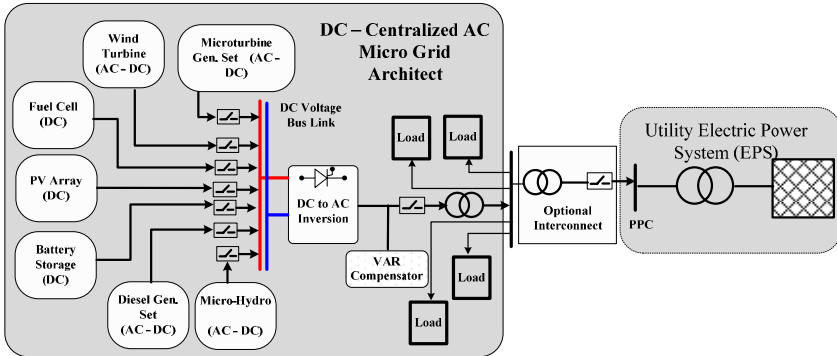 DC – Centralized AC
Micro Grid
Architect
Wind
Turbine
(AC - DC)
Microturbine
Gen. Set (AC -
DC)
Fuel Cell
(DC)
PV Array
(DC)
Battery
Storage
(DC)
Diesel Gen.
Set
(AC - DC)
Micro-Hydro
(AC - DC)
DC Voltage
Bus Link
DC to AC
Inversion
VAR
Compensator
Load
Load
Load
Load
Optional
Interconnect
PPC
Utility Electric Power
System (EPS)